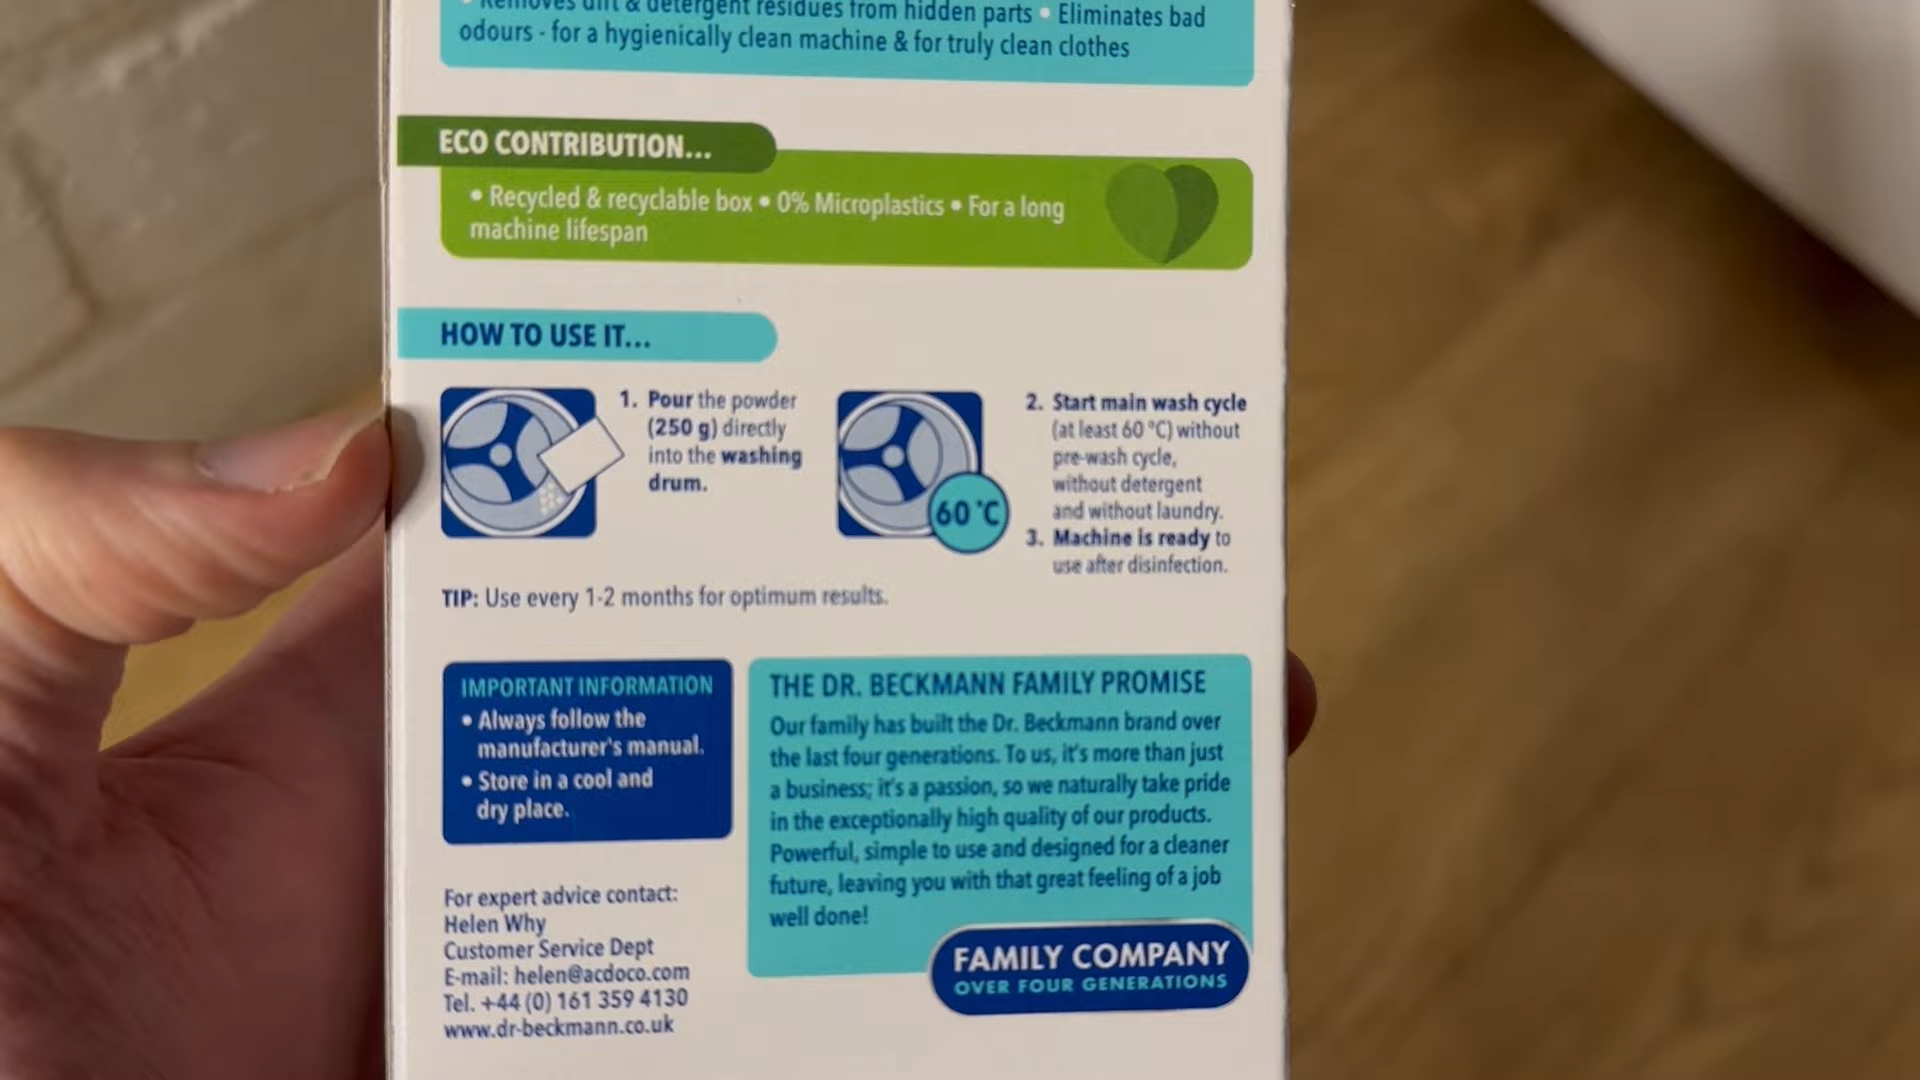 • Removes dirt & detergent residues from hidden parts • Eliminates bad
odours - for a hygienically clean machine & for truly clean clothes
ECO CONTRIBUTION...
• Recycled & recyclable box • 0% Microplastics • For a long
machine lifespan
HOW TO USE IT...
1. Pour the powder
(250 g) directly
into the washing
drum.
60 °C
2. Start main wash cycle
(at least 60 °C) without
pre-wash cycle,
without detergent
and without laundry.
3. Machine is ready to
use after disinfection.
TIP: Use every 1-2 months for optimum results.
IMPORTANT INFORMATION
• Always follow the
manufacturer's manual.
• Store in a cool and
dry place.
THE DR. BECKMANN FAMILY PROMISE
Our family has built the Dr. Beckmann brand over
the last four generations. To us, it's more than just
a business; it's a passion, so we naturally take pride
in the exceptionally high quality of our products.
Powerful, simple to use and designed for a cleaner
future, leaving you with that great feeling of a job
well done!
FAMILY COMPANY
OVER FOUR GENERATIONS
For expert advice contact:
Helen Why
Customer Service Dept
E-mail: helen@acdoco.com
Tel. +44 (0) 161 359 4130
www.dr-beckmann.co.uk